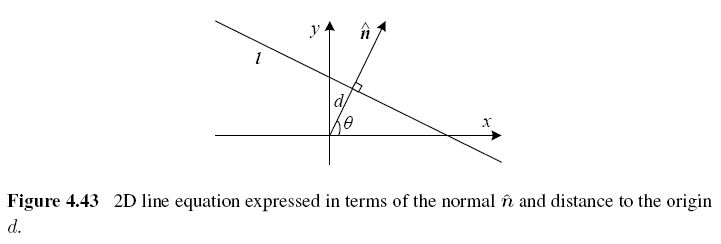 y n̂
l
d
θ
x
Figure 4.43 2D line equation expressed in terms of the normal n̂ and distance to the origin
d.